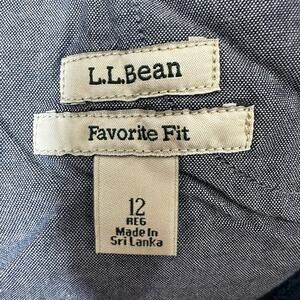 L.L.Bean
Favorite Fit
12
REG
Made In
Sri Lanka